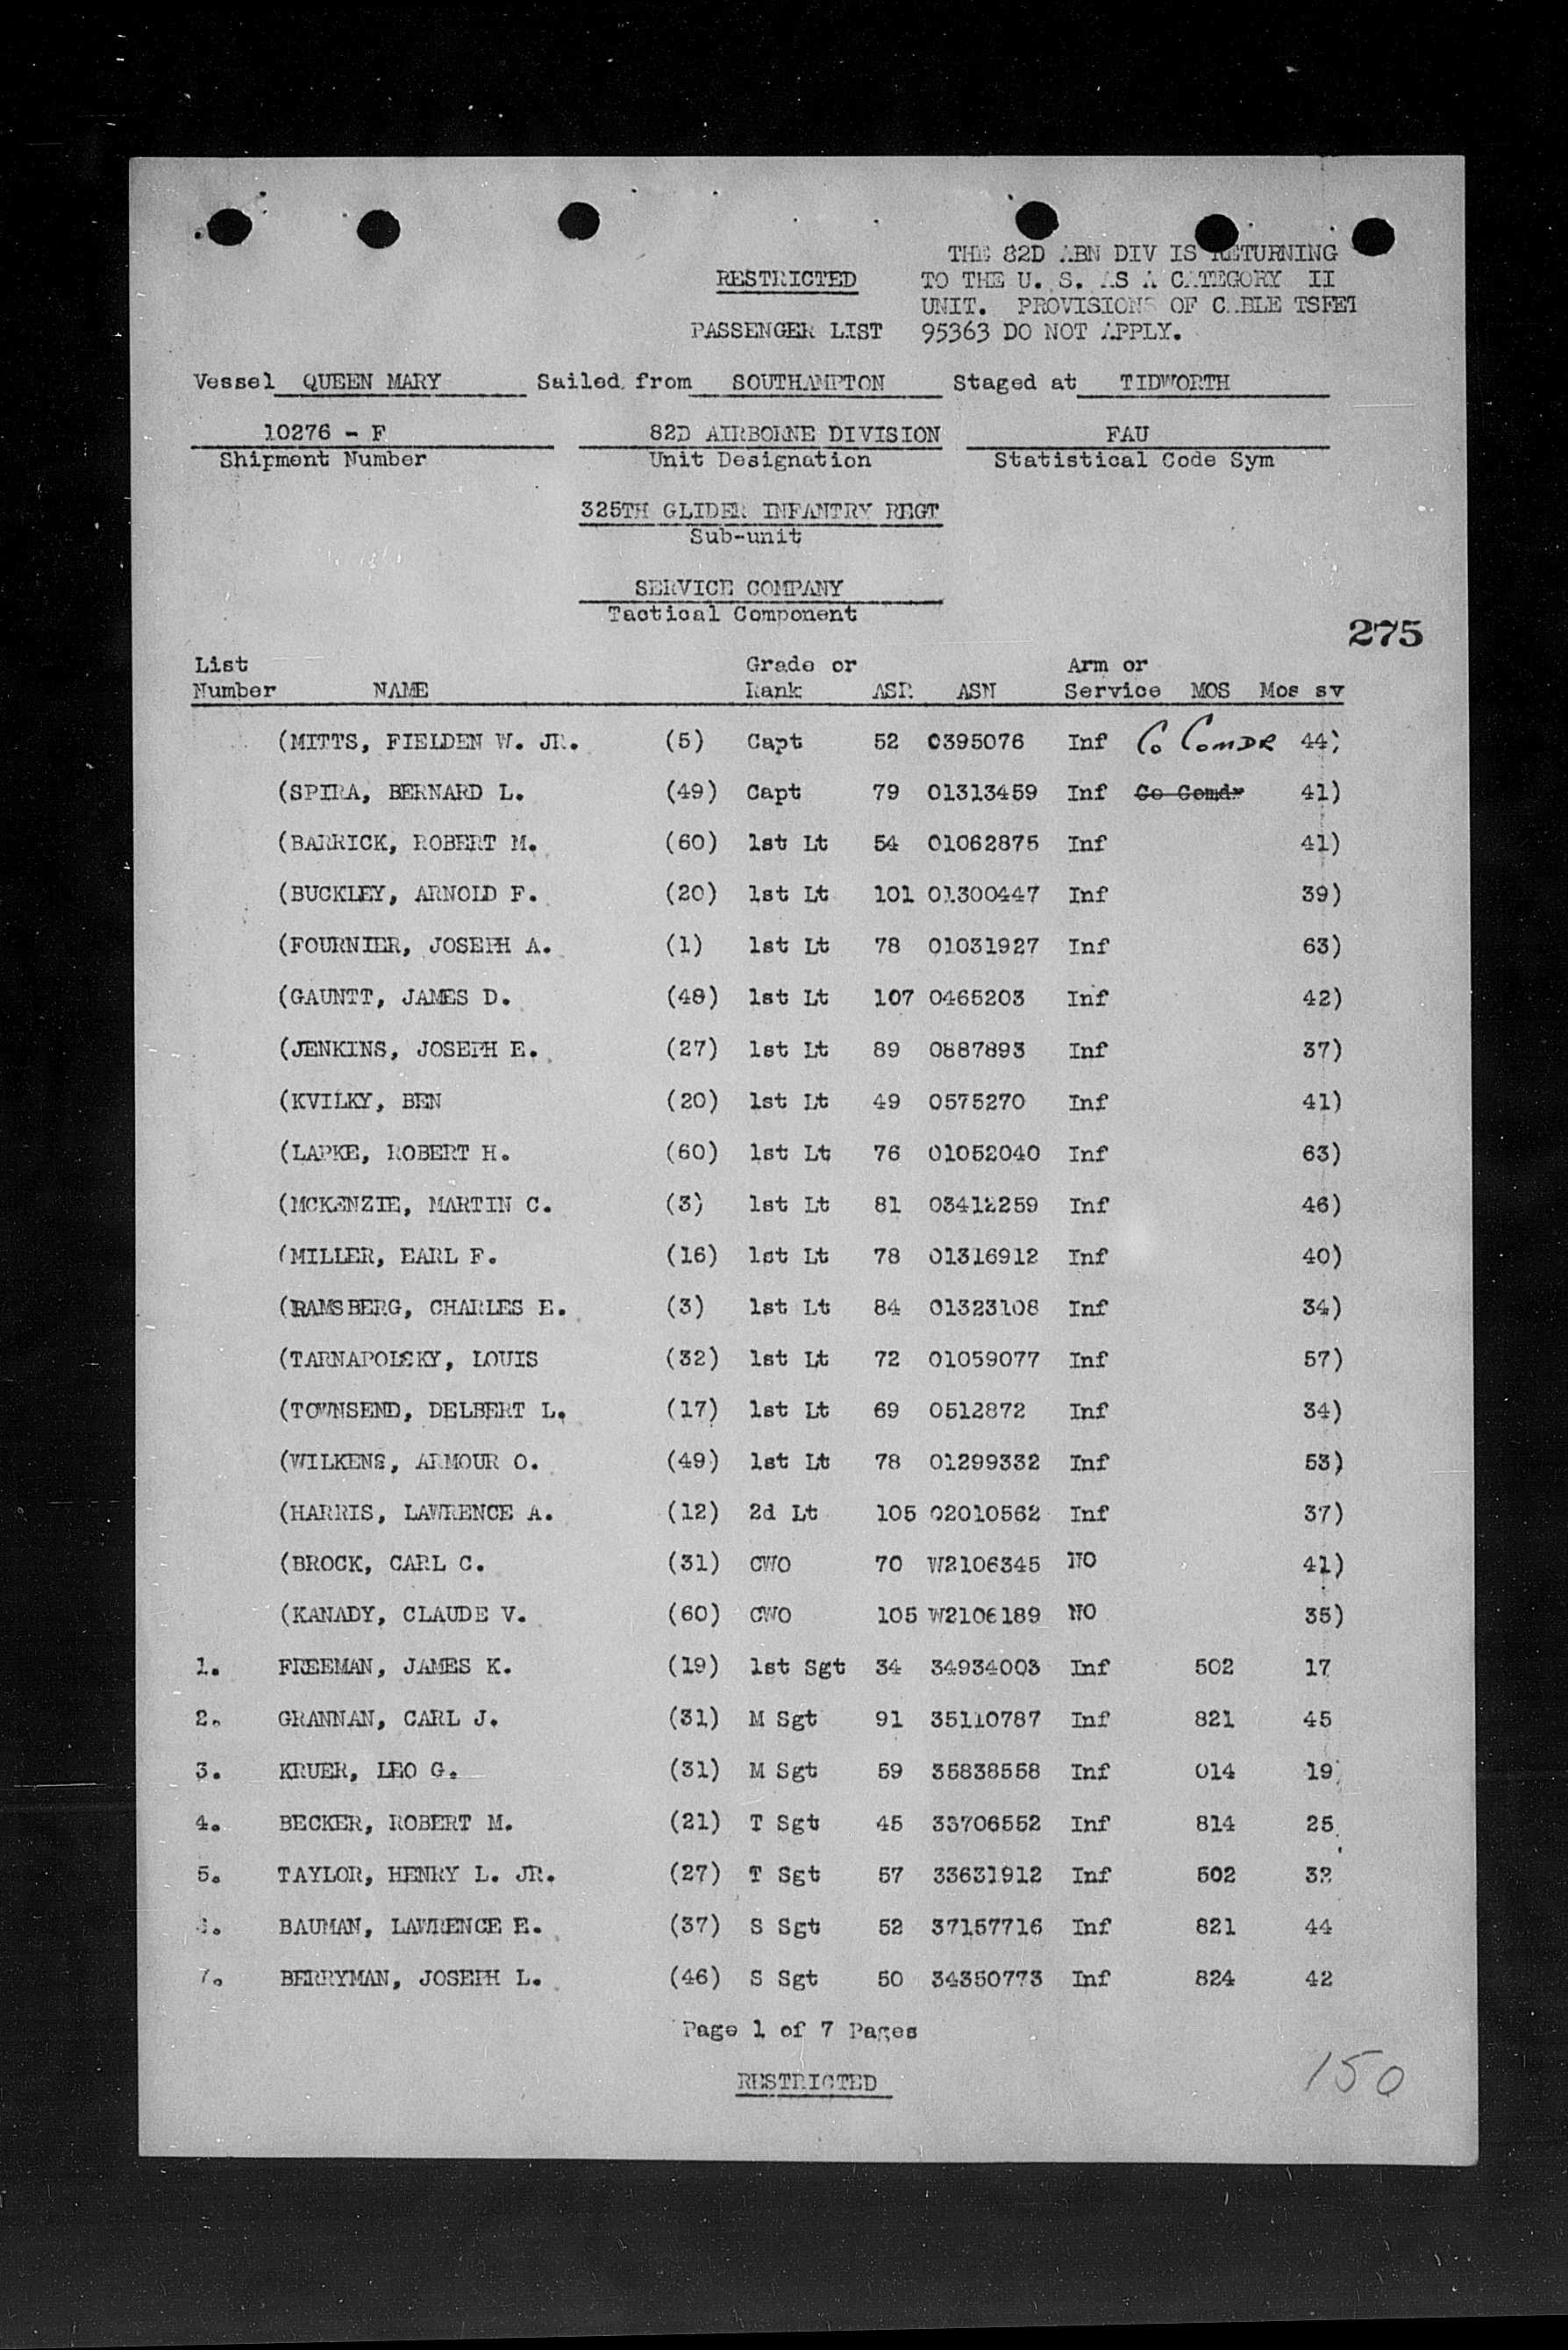 THE 82D ABN DIV IS RETURNING
RESTRICTED TO THE U. S. AS A CATEGORY II
UNIT. PROVISIONS OF CABLE TSFET
PASSENGER LIST 95363 DO NOT APPLY.
Vessel QUEEN MARY Sailed from SOUTHAMPTON Staged at TIDWORTH
10276 - F 82D AIRBORNE DIVISION FAU
Shipment Number Unit Designation Statistical Code Sym
325TH GLIDER INFANTRY REGT
Sub-unit
SERVICE COMPANY
Tactical Component
275
List Grade or Arm or
Number NAME Rank ASR ASN Service MOS Mos sv
(MITTS, FIELDEN W. JR. (5) Capt 52 0395076 Inf Co ComDR 44)
(SPIRA, BERNARD L. (49) Capt 79 01313459 Inf Co Comdr 41)
(BARRICK, ROBERT M. (60) 1st Lt 54 01062875 Inf 41)
(BUCKLEY, ARNOLD F. (20) 1st Lt 101 01300447 Inf 39)
(FOURNIER, JOSEPH A. (1) 1st Lt 78 01031927 Inf 63)
(GAUNTT, JAMES D. (48) 1st Lt 107 0465203 Inf 42)
(JENKINS, JOSEPH E. (27) 1st Lt 89 0887893 Inf 37)
(KVILKY, BEN (20) 1st Lt 49 0575270 Inf 41)
(LAPKE, ROBERT H. (60) 1st Lt 76 01052040 Inf 63)
(MCKENZIE, MARTIN C. (3) 1st Lt 81 03412259 Inf 46)
(MILLER, EARL F. (16) 1st Lt 78 01316912 Inf 40)
(RAMSBERG, CHARLES E. (3) 1st Lt 84 01323108 Inf 34)
(TARNAPOLSKY, LOUIS (32) 1st Lt 72 01059077 Inf 57)
(TOWNSEND, DELBERT L. (17) 1st Lt 69 0512872 Inf 34)
(WILKENS, ARMOUR O. (49) 1st Lt 78 01299332 Inf 53)
(HARRIS, LAWRENCE A. (12) 2d Lt 105 02010562 Inf 37)
(BROCK, CARL C. (31) CWO 70 W2106345 NO 41)
(KANADY, CLAUDE V. (60) CWO 105 W2106189 NO 35)
1. FREEMAN, JAMES K. (19) 1st Sgt 34 34934003 Inf 502 17
2. GRANNAN, CARL J. (31) M Sgt 91 35110787 Inf 821 45
3. KRUER, LEO G. (31) M Sgt 59 35838558 Inf 014 19
4. BECKER, ROBERT M. (21) T Sgt 45 33706552 Inf 814 25
5. TAYLOR, HENRY L. JR. (27) T Sgt 57 33631912 Inf 502 32
6. BAUMAN, LAWRENCE E. (37) S Sgt 52 37157716 Inf 821 44
7. BERRYMAN, JOSEPH L. (46) S Sgt 50 34350773 Inf 824 42
Page 1 of 7 Pages
RESTRICTED
150